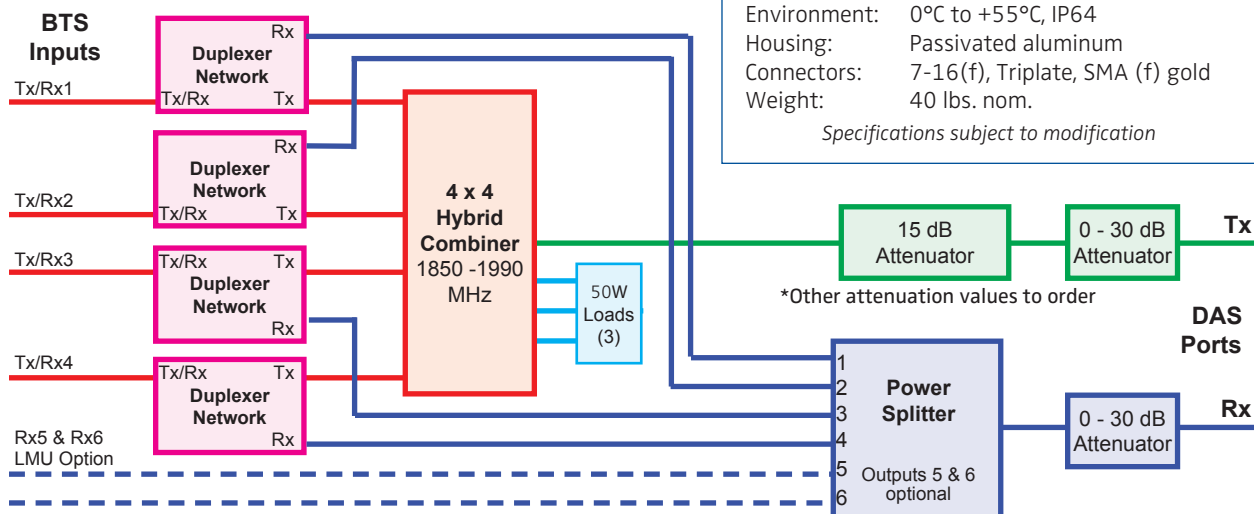 BTS
Inputs
Tx/Rx1
Duplexer
Network
Rx
Tx/Rx
Tx
Tx/Rx2
Rx
Duplexer
Network
Tx/Rx
Tx
Tx/Rx3
Tx/Rx
Tx
Duplexer
Network
Rx
Tx/Rx4
Tx/Rx
Tx
Duplexer
Network
Rx
Rx5 & Rx6
LMU Option
4 x 4
Hybrid
Combiner
1850 -1990
MHz
50W
Loads
(3)
Environment: 0°C to +55°C, IP64
Housing: Passivated aluminum
Connectors: 7-16(f), Triplate, SMA (f) gold
Weight: 40 lbs. nom.
Specifications subject to modification
15 dB
Attenuator
0 - 30 dB
Attenuator
Tx
*Other attenuation values to order
DAS
Ports
1
2
3
4
5
6
Power
Splitter
Outputs 5 & 6
optional
0 - 30 dB
Attenuator
Rx